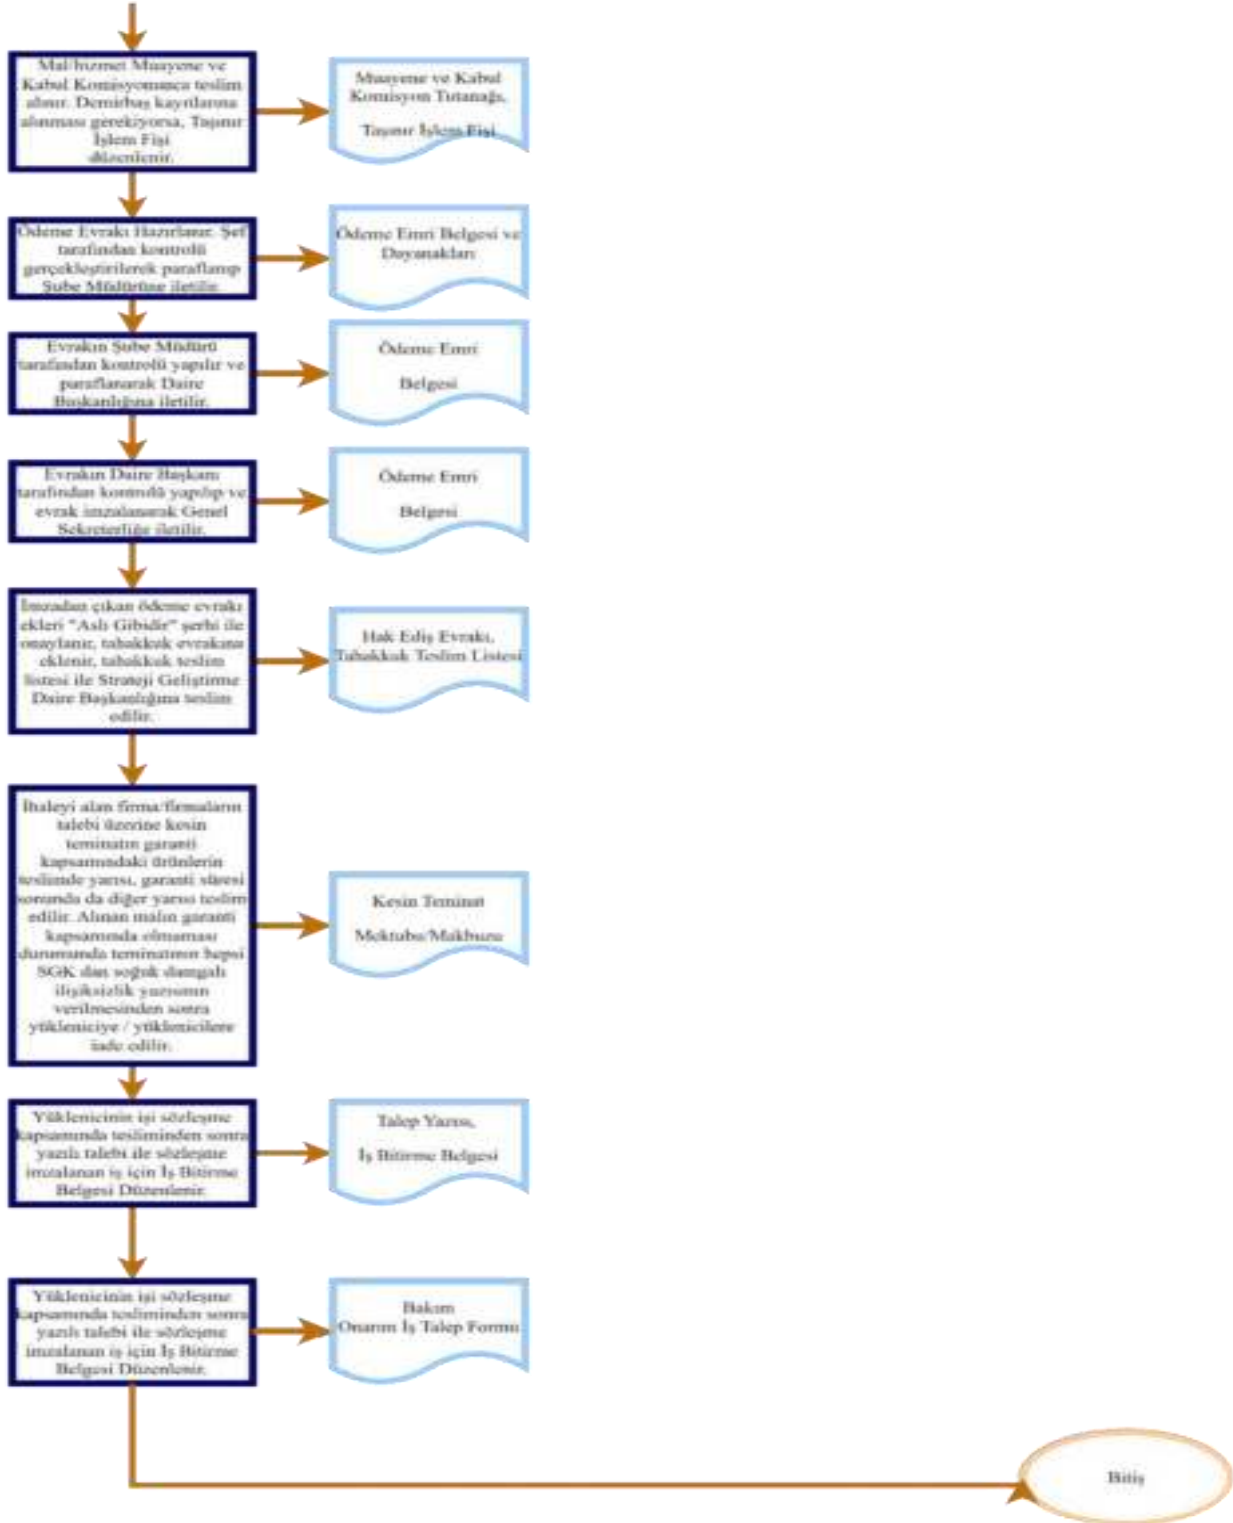 Mal/hizmet Muayene ve
Kabul Komisyonunca teslim
alınır. Demirbaş kayıtlarına
alınması gerekiyorsa, Taşınır
İşlem Fişi
düzenlenir.
Muayene ve Kabul
Komisyon Tutanağı,
Taşınır İşlem Fişi
Ödeme Evrakı Hazırlanır. Şef
tarafından kontrolü
gerçekleştirilerek paraflanıp
Şube Müdürüne iletilir.
Ödeme Emri Belgesi ve
Dayanakları
Evrakın Şube Müdürü
tarafından kontrolü yapılır ve
paraflanarak Daire
Başkanlığına iletilir.
Ödeme Emri
Belgesi
Evrakın Daire Başkanı
tarafından kontrolü yapılıp ve
evrak imzalanarak Genel
Sekreterliğe iletilir.
Ödeme Emri
Belgesi
İmzadan çıkan ödeme evrakı
ekleri "Aslı Gibidir" şerhi ile
onaylanır, tahakkuk evrakına
eklenir, tahakkuk teslim
listesi ile Strateji Geliştirme
Daire Başkanlığına teslim
edilir.
Hak Ediş Evrakı,
Tahakkuk Teslim Listesi
İhaleyi alan firma/firmaların
talebi üzerine kesin
teminatın garanti
kapsamındaki ürünlerin
teslimde yarısı, garanti süresi
sonunda da diğer yarısı teslim
edilir. Alınan malın garanti
kapsamında olmaması
durumunda teminatının hepsi
SGK dan soğuk damgalı
ilişiksizlik yazısının
verilmesinden sonra
yükleniciye / yüklenicilere
iade edilir.
Kesin Teminat
Mektubu/Makbuzu
Yüklenicinin işi sözleşme
kapsamında tesliminden sonra
yazılı talebi ile sözleşme
imzalanan iş için İş Bitirme
Belgesi Düzenlenir.
Talep Yazısı,
İş Bitirme Belgesi
Yüklenicinin işi sözleşme
kapsamında tesliminden sonra
yazılı talebi ile sözleşme
imzalanan iş için İş Bitirme
Belgesi Düzenlenir.
Bakım
Onarım İş Talep Formu
Bitiş